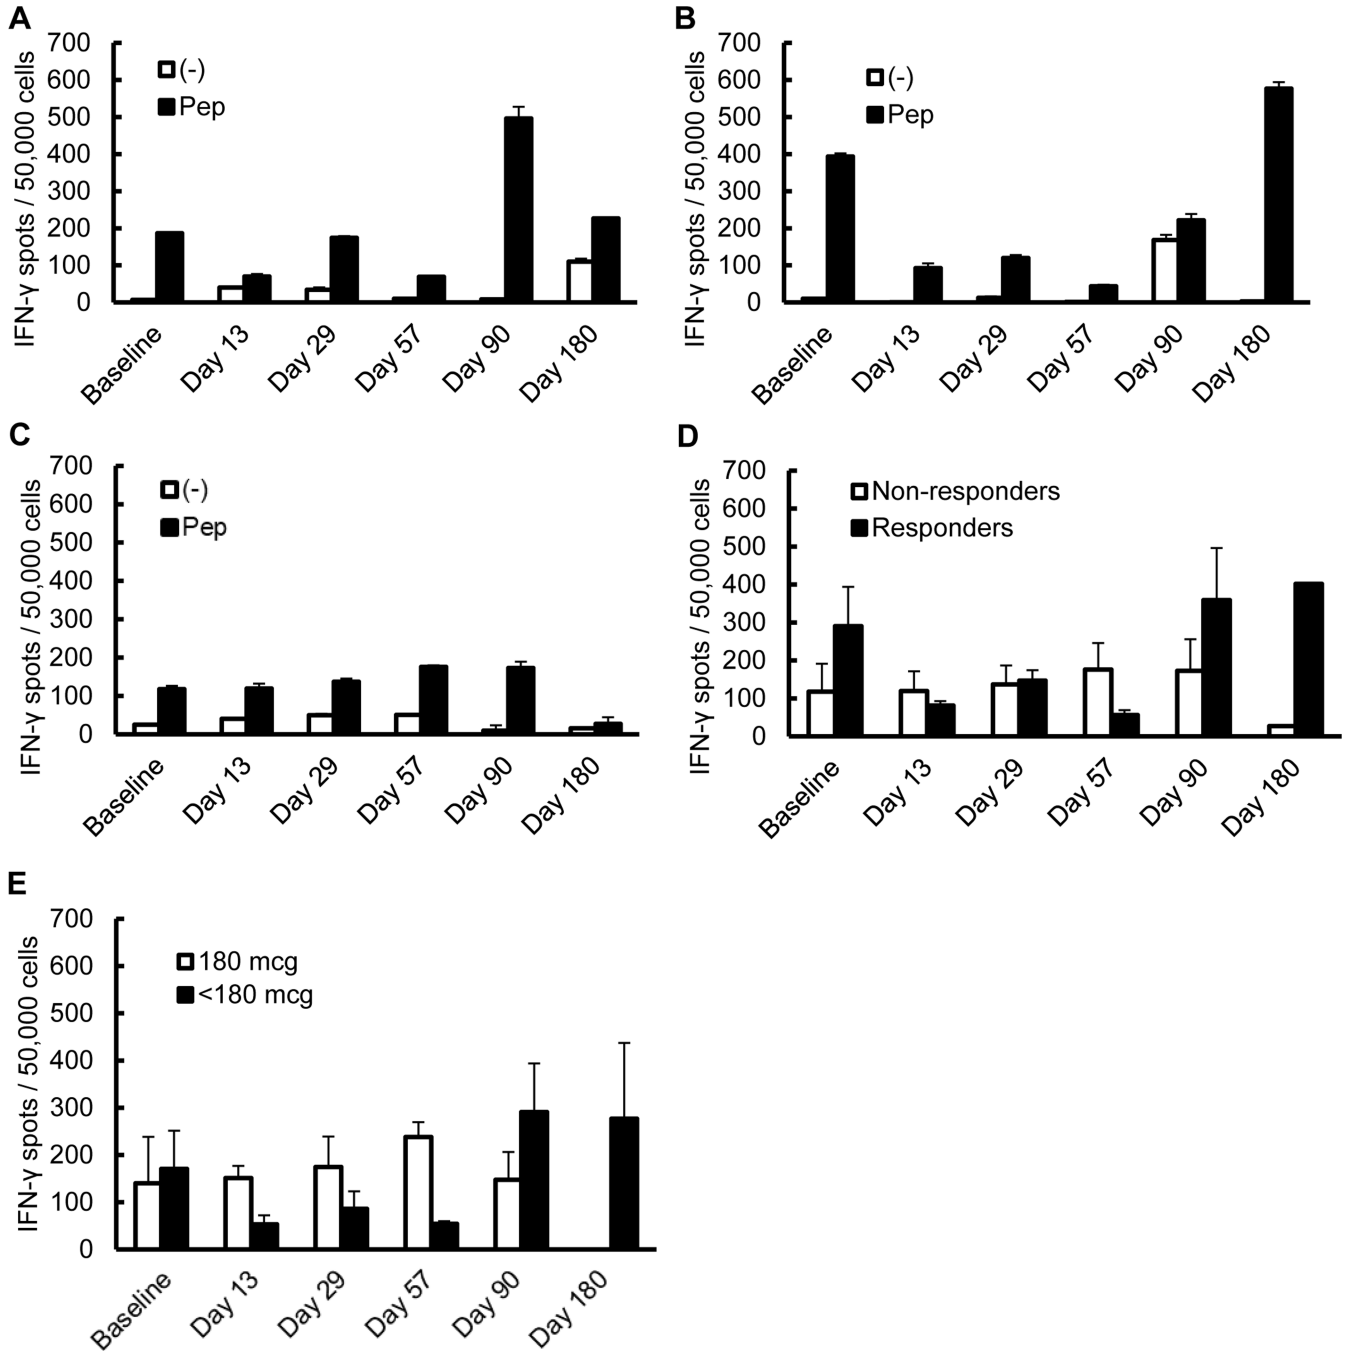 A
IFN-γ spots / 50,000 cells
700
600
500
400
300
200
100
0
(-)
Pep
Baseline
Day 13
Day 29
Day 57
Day 90
Day 180
B
IFN-γ spots / 50,000 cells
700
600
500
400
300
200
100
0
(-)
Pep
Baseline
Day 13
Day 29
Day 57
Day 90
Day 180
C
IFN-γ spots / 50,000 cells
700
600
500
400
300
200
100
0
(-)
Pep
Baseline
Day 13
Day 29
Day 57
Day 90
Day 180
D
IFN-γ spots / 50,000 cells
700
600
500
400
300
200
100
0
Non-responders
Responders
Baseline
Day 13
Day 29
Day 57
Day 90
Day 180
E
IFN-γ spots / 50,000 cells
700
600
500
400
300
200
100
0
180 mcg
<180 mcg
Baseline
Day 13
Day 29
Day 57
Day 90
Day 180